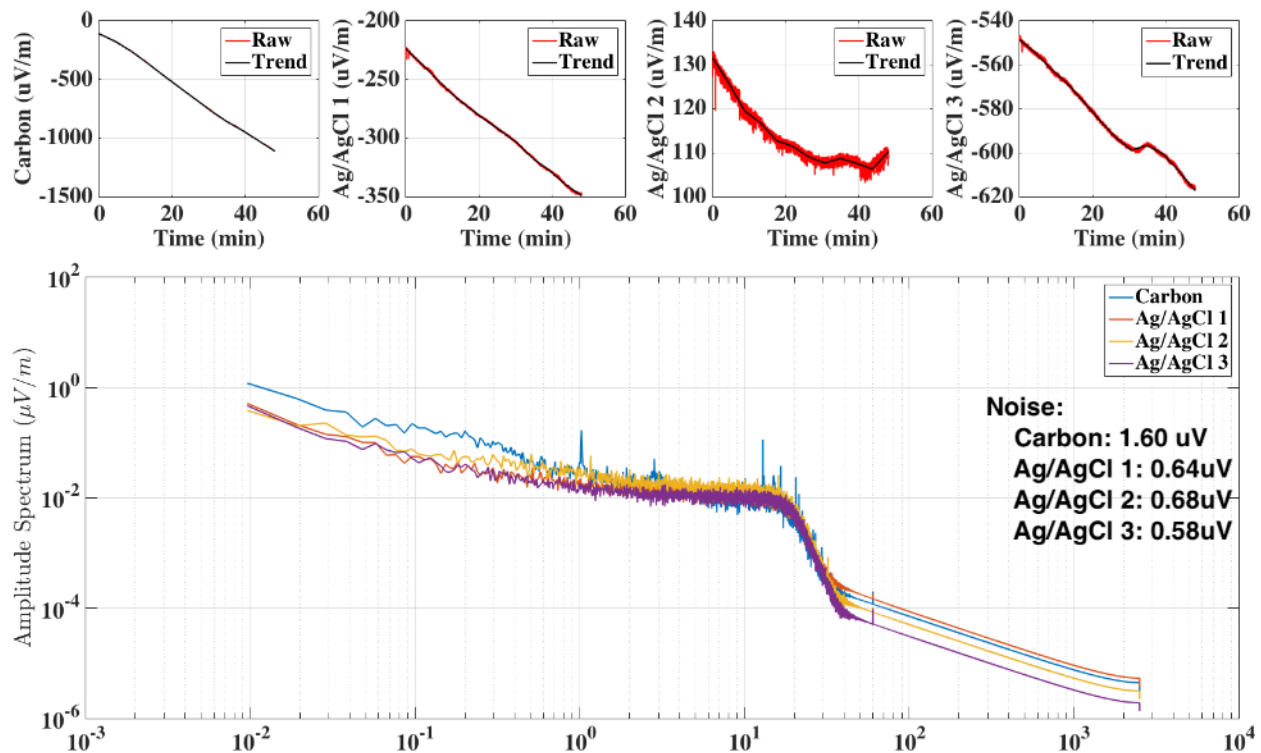 0
-500
-1000
-1500
Carbon (uV/m)
Raw
Trend
0 20 40 60
Time (min)
-200
-250
-300
-350
Ag/AgCl 1 (uV/m)
Raw
Trend
0 20 40 60
Time (min)
140
130
120
110
100
Ag/AgCl 2 (uV/m)
Raw
Trend
0 20 40 60
Time (min)
-540
-560
-580
-600
-620
Ag/AgCl 3 (uV/m)
Raw
Trend
0 20 40 60
Time (min)
10^2
10^0
10^-2
10^-4
10^-6
Amplitude Spectrum (μV/m)
Carbon
Ag/AgCl 1
Ag/AgCl 2
Ag/AgCl 3
Noise:
Carbon: 1.60 uV
Ag/AgCl 1: 0.64uV
Ag/AgCl 2: 0.68uV
Ag/AgCl 3: 0.58uV
10^-3 10^-2 10^-1 10^0 10^1 10^2 10^3 10^4